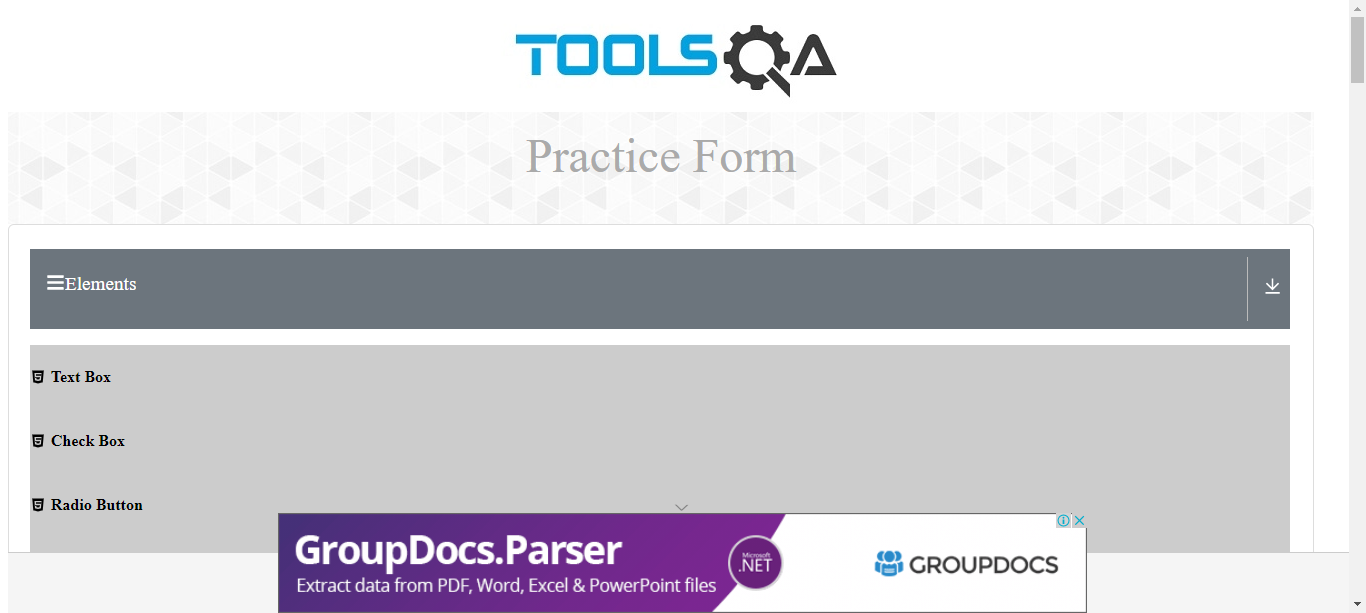 TOOLSQA
Practice Form
Elements
Text Box
Check Box
Radio Button
GroupDocs.Parser
Extract data from PDF, Word, Excel & PowerPoint files
Microsoft
.NET
GROUPDOCS